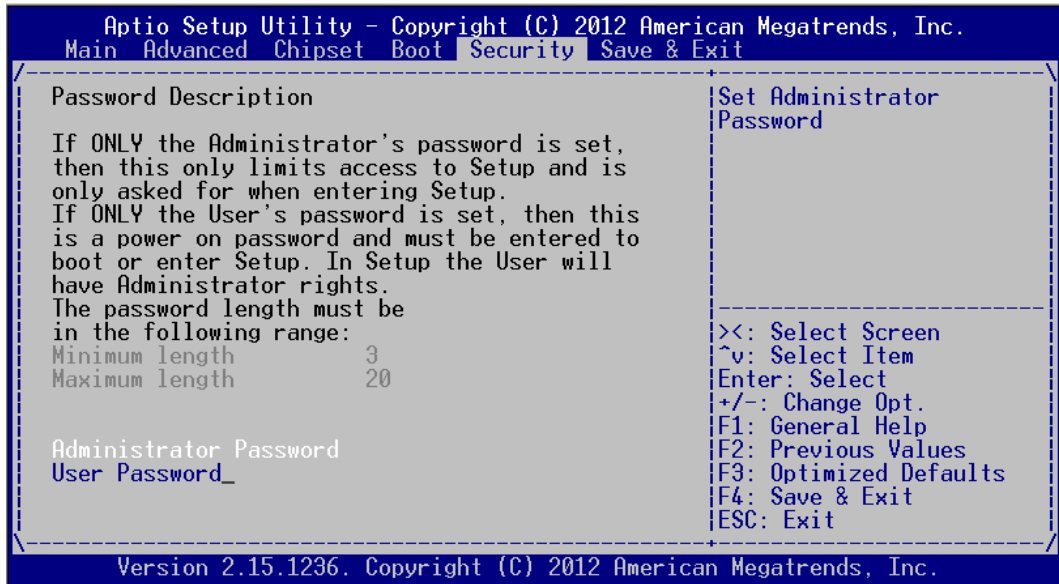 Aptio Setup Utility - Copyright (C) 2012 American Megatrends, Inc.
Main Advanced Chipset Boot Security Save & Exit
Password Description
If ONLY the Administrator's password is set,
then this only limits access to Setup and is
only asked for when entering Setup.
If ONLY the User's password is set, then this
is a power on password and must be entered to
boot or enter Setup. In Setup the User will
have Administrator rights.
The password length must be
in the following range:
Minimum length 3
Maximum length 20
Administrator Password
User Password_
Set Administrator
Password
><: Select Screen
^v: Select Item
Enter: Select
+/-: Change Opt.
F1: General Help
F2: Previous Values
F3: Optimized Defaults
F4: Save & Exit
ESC: Exit
Version 2.15.1236. Copyright (C) 2012 American Megatrends, Inc.